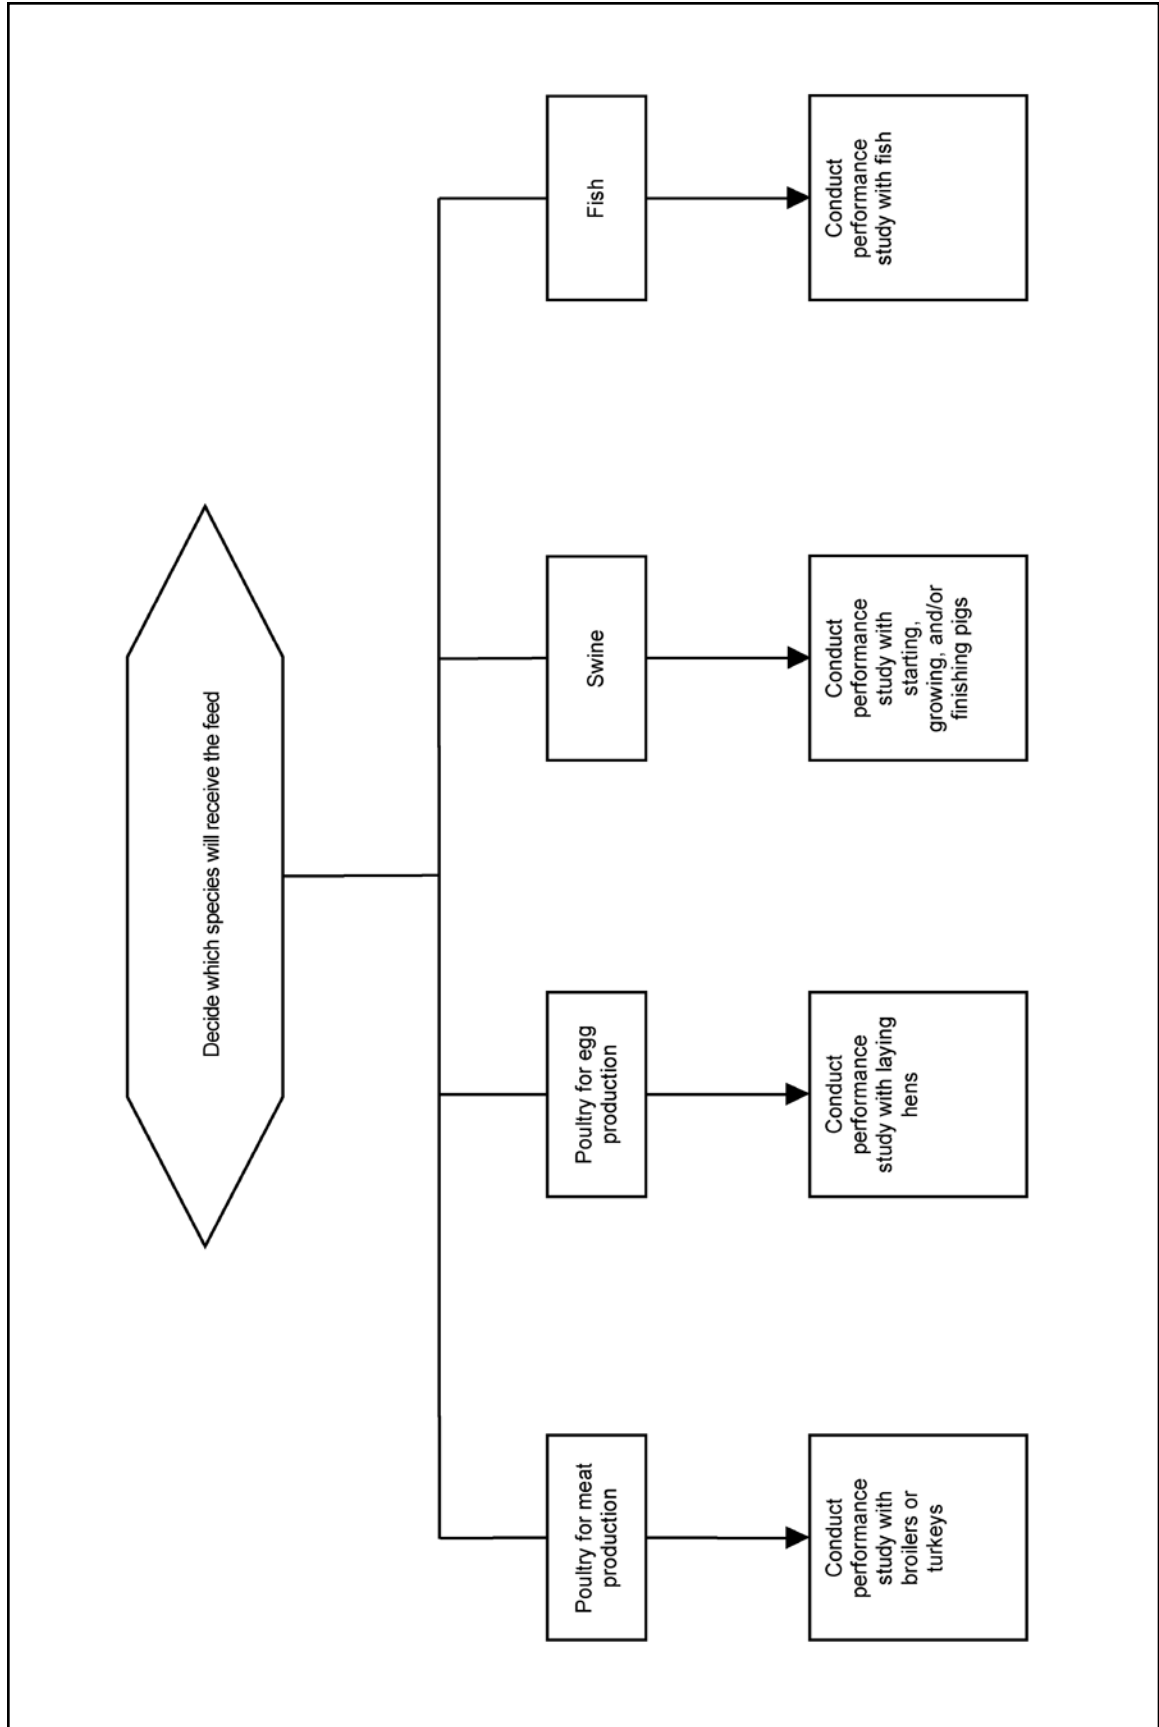 Decide which species will receive the feed
Poultry for meat
production
Poultry for egg
production
Swine
Fish
Conduct
performance
study with
broilers or
turkeys
Conduct
performance
study with laying
hens
Conduct
performance
study with
starting,
growing, and/or
finishing pigs
Conduct
performance
study with fish